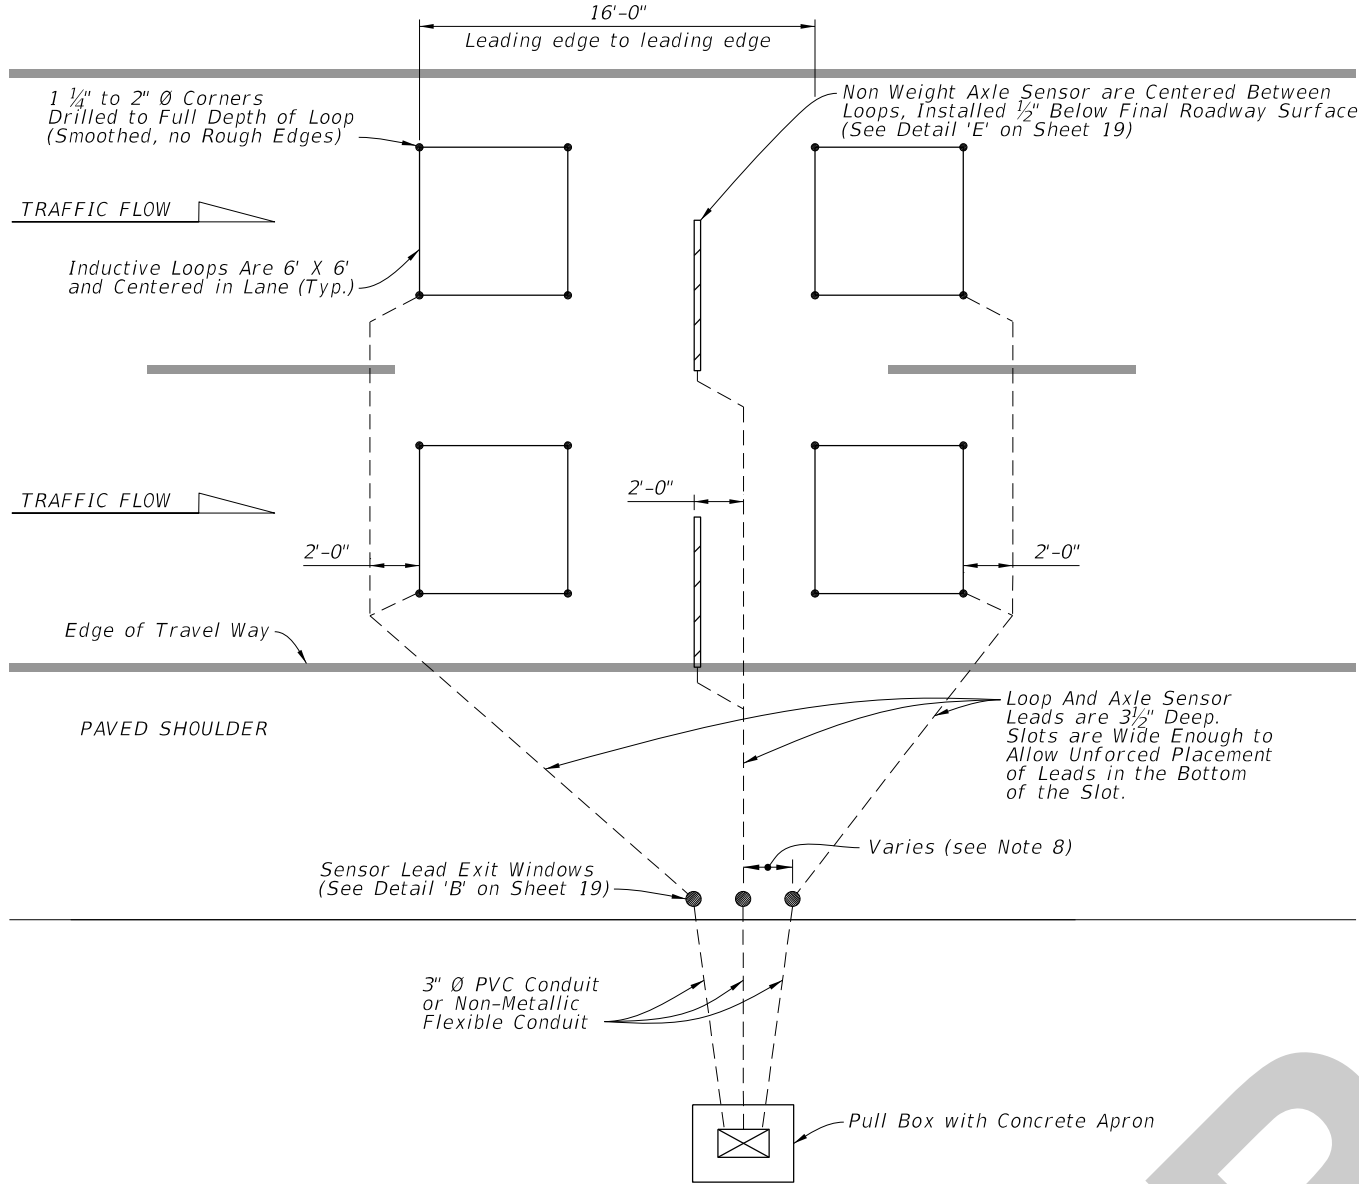 16'-0"
Leading edge to leading edge
1 ¼" to 2" Ø Corners
Drilled to Full Depth of Loop
(Smoothed, no Rough Edges)
Non Weight Axle Sensor are Centered Between
Loops, Installed ½" Below Final Roadway Surface
(See Detail 'E' on Sheet 19)
TRAFFIC FLOW
Inductive Loops Are 6' X 6'
and Centered in Lane (Typ.)
TRAFFIC FLOW
2'-0"
2'-0"
2'-0"
Edge of Travel Way
PAVED SHOULDER
Loop And Axle Sensor
Leads are 3½" Deep.
Slots are Wide Enough to
Allow Unforced Placement
of Leads in the Bottom
of the Slot.
Varies (see Note 8)
Sensor Lead Exit Windows
(See Detail 'B' on Sheet 19)
3" Ø PVC Conduit
or Non-Metallic
Flexible Conduit
Pull Box with Concrete Apron